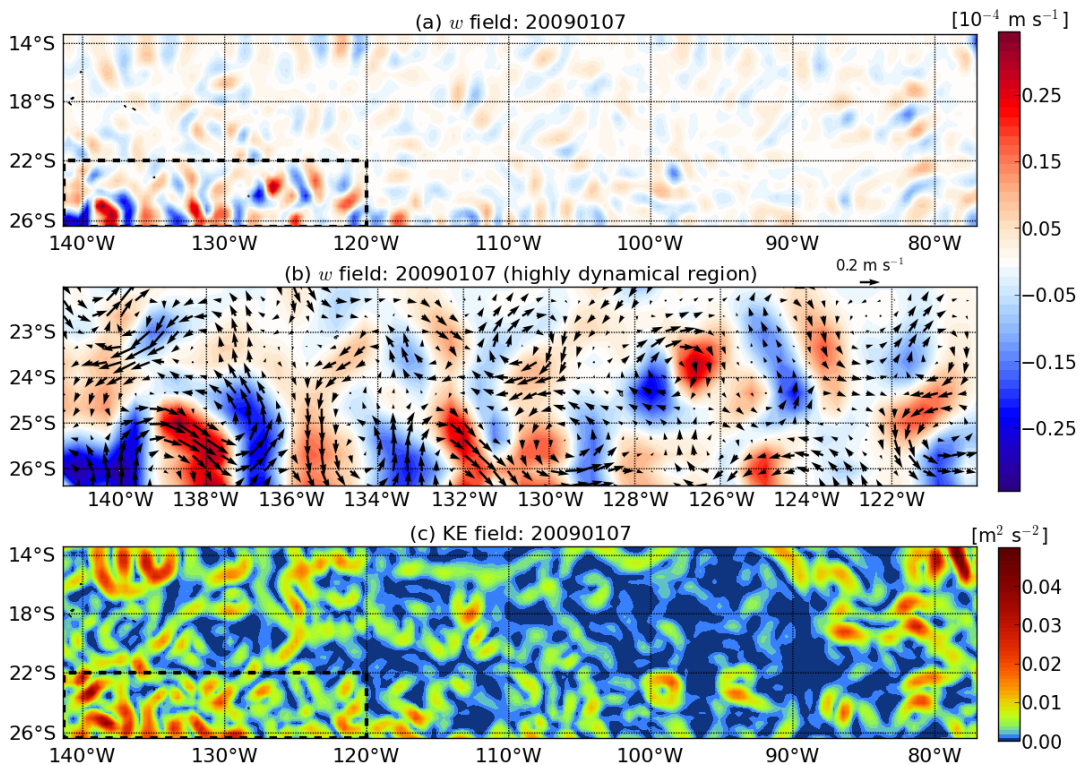 (a) w field: 20090107
[10⁻⁴ m s⁻¹]
14°S
18°S
22°S
26°S
140°W 130°W 120°W 110°W 100°W 90°W 80°W
0.25
0.15
0.05
−0.05
−0.15
−0.25
(b) w field: 20090107 (highly dynamical region)
0.2 m s⁻¹
23°S
24°S
25°S
26°S
140°W 138°W 136°W 134°W 132°W 130°W 128°W 126°W 124°W 122°W
(c) KE field: 20090107
[m² s⁻²]
14°S
18°S
22°S
26°S
140°W 130°W 120°W 110°W 100°W 90°W 80°W
0.04
0.03
0.02
0.01
0.00